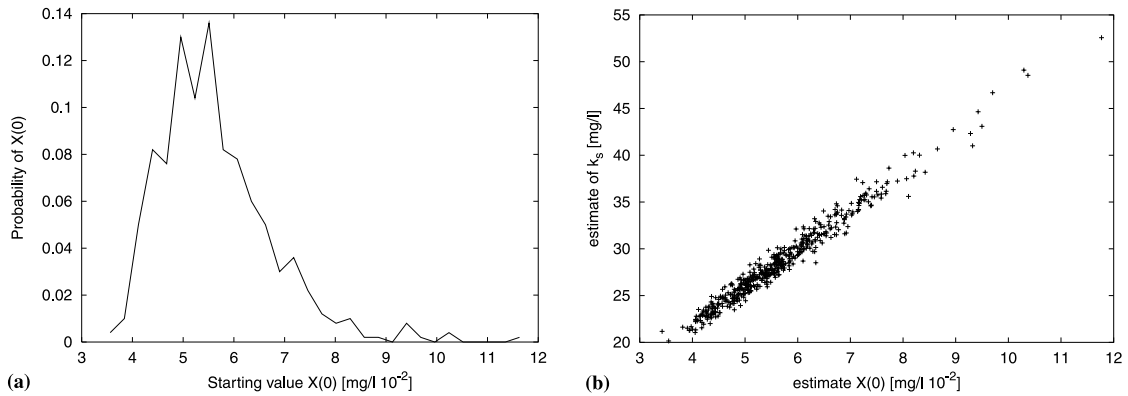 0.14
0.12
0.1
0.08
0.06
0.04
0.02
0
Probability of X(0)
3 4 5 6 7 8 9 10 11 12
Starting value X(0) [mg/l 10⁻²]
(a)
55
50
45
40
35
30
25
20
estimate of kₛ [mg/l]
3 4 5 6 7 8 9 10 11 12
estimate X(0) [mg/l 10⁻²]
(b)